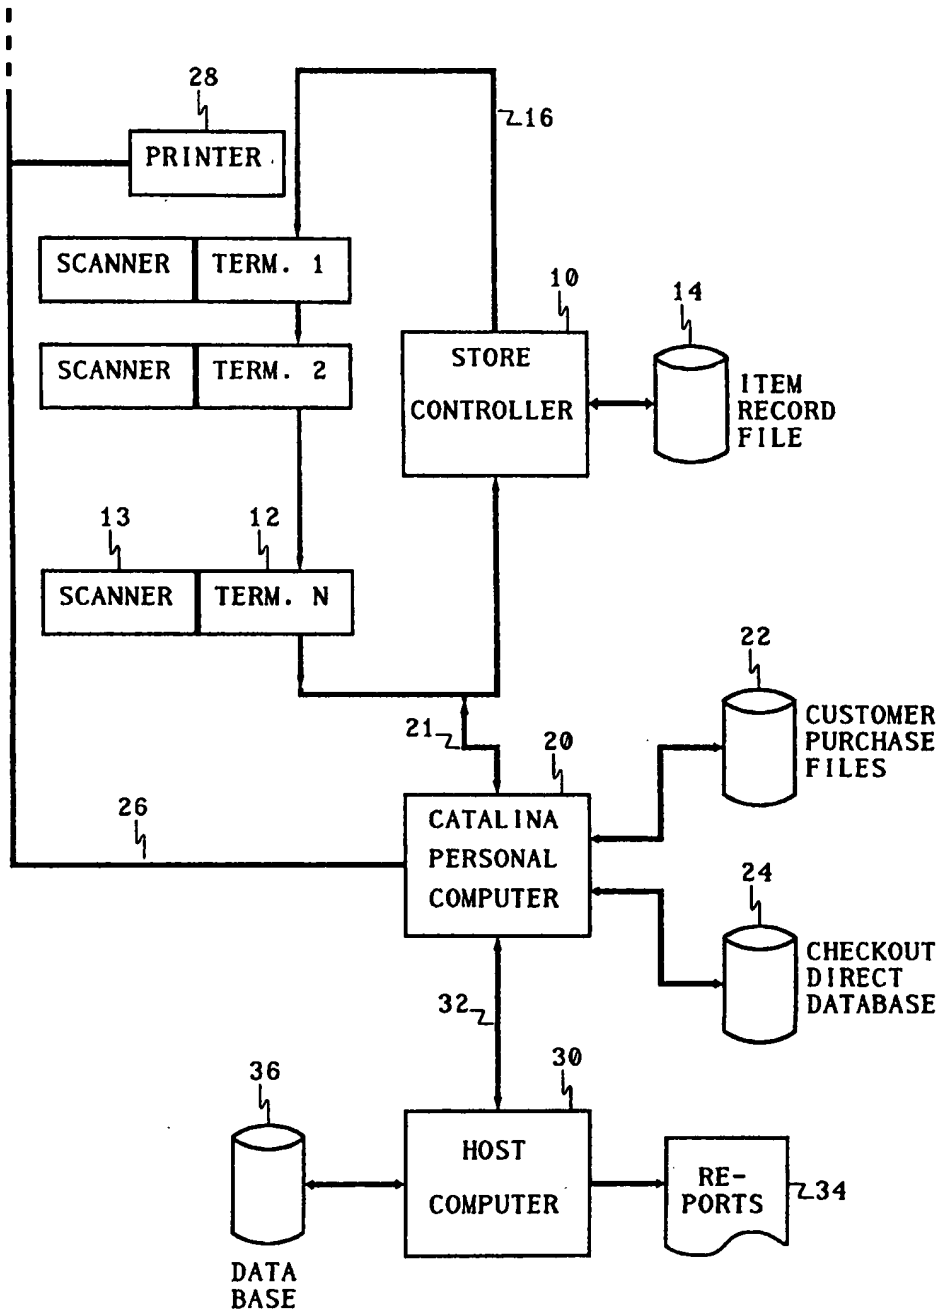 28
PRINTER
16
SCANNER TERM. 1
10
14
SCANNER TERM. 2
STORE
CONTROLLER
ITEM
RECORD
FILE
13
12
SCANNER TERM. N
22
CUSTOMER
PURCHASE
FILES
21
20
26
CATALINA
PERSONAL
COMPUTER
24
CHECKOUT
DIRECT
DATABASE
32
36
30
HOST
COMPUTER
RE-
PORTS
34
DATA
BASE